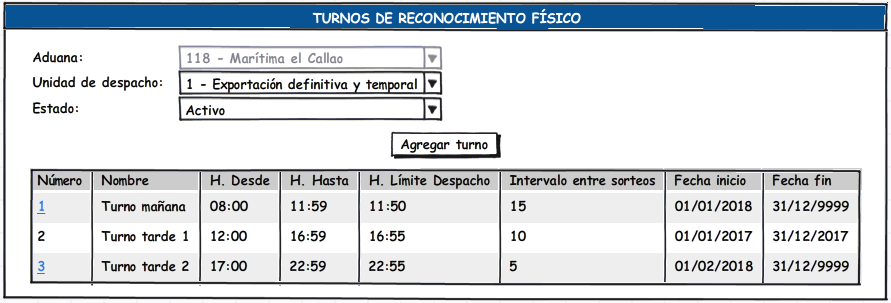 TURNOS DE RECONOCIMIENTO FÍSICO
Aduana: 118 - Marítima el Callao
Unidad de despacho: 1 - Exportación definitiva y temporal
Estado: Activo
Agregar turno
Número Nombre H. Desde H. Hasta H. Límite Despacho Intervalo entre sorteos Fecha inicio Fecha fin
1 Turno mañana 08:00 11:59 11:50 15 01/01/2018 31/12/9999
2 Turno tarde 1 12:00 16:59 16:55 10 01/01/2017 31/12/2017
3 Turno tarde 2 17:00 22:59 22:55 5 01/02/2018 31/12/9999